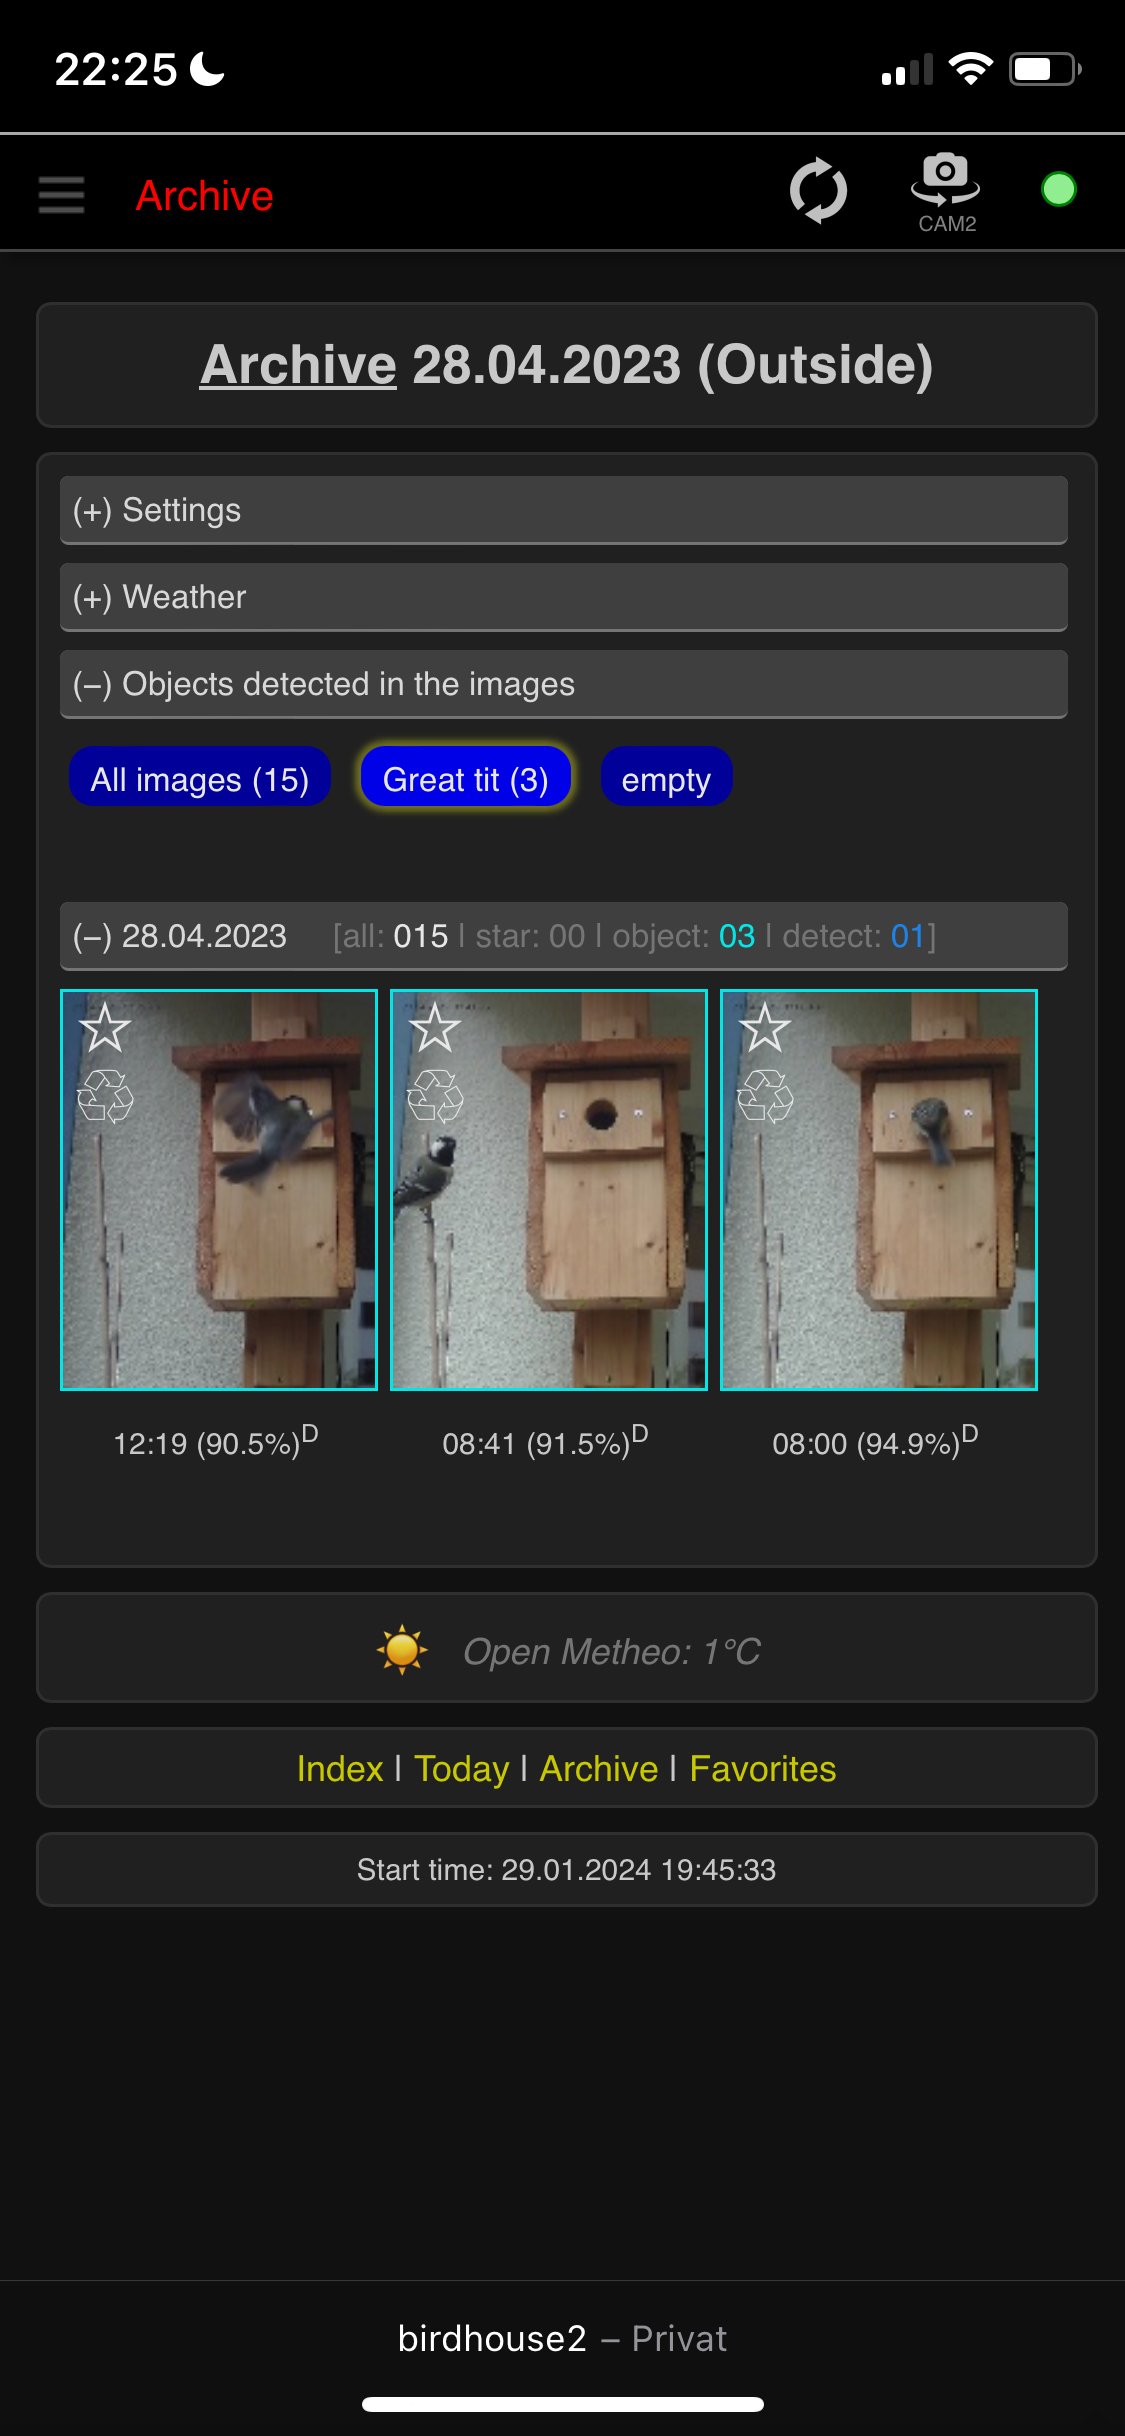 22:25
Archive
CAM2
Archive 28.04.2023 (Outside)
(+) Settings
(+) Weather
(−) Objects detected in the images
All images (15) Great tit (3) empty
(−) 28.04.2023 [all: 015 | star: 00 | object: 03 | detect: 01]
12:19 (90.5%)D 08:41 (91.5%)D 08:00 (94.9%)D
Open Metheo: 1°C
Index | Today | Archive | Favorites
Start time: 29.01.2024 19:45:33
birdhouse2 – Privat